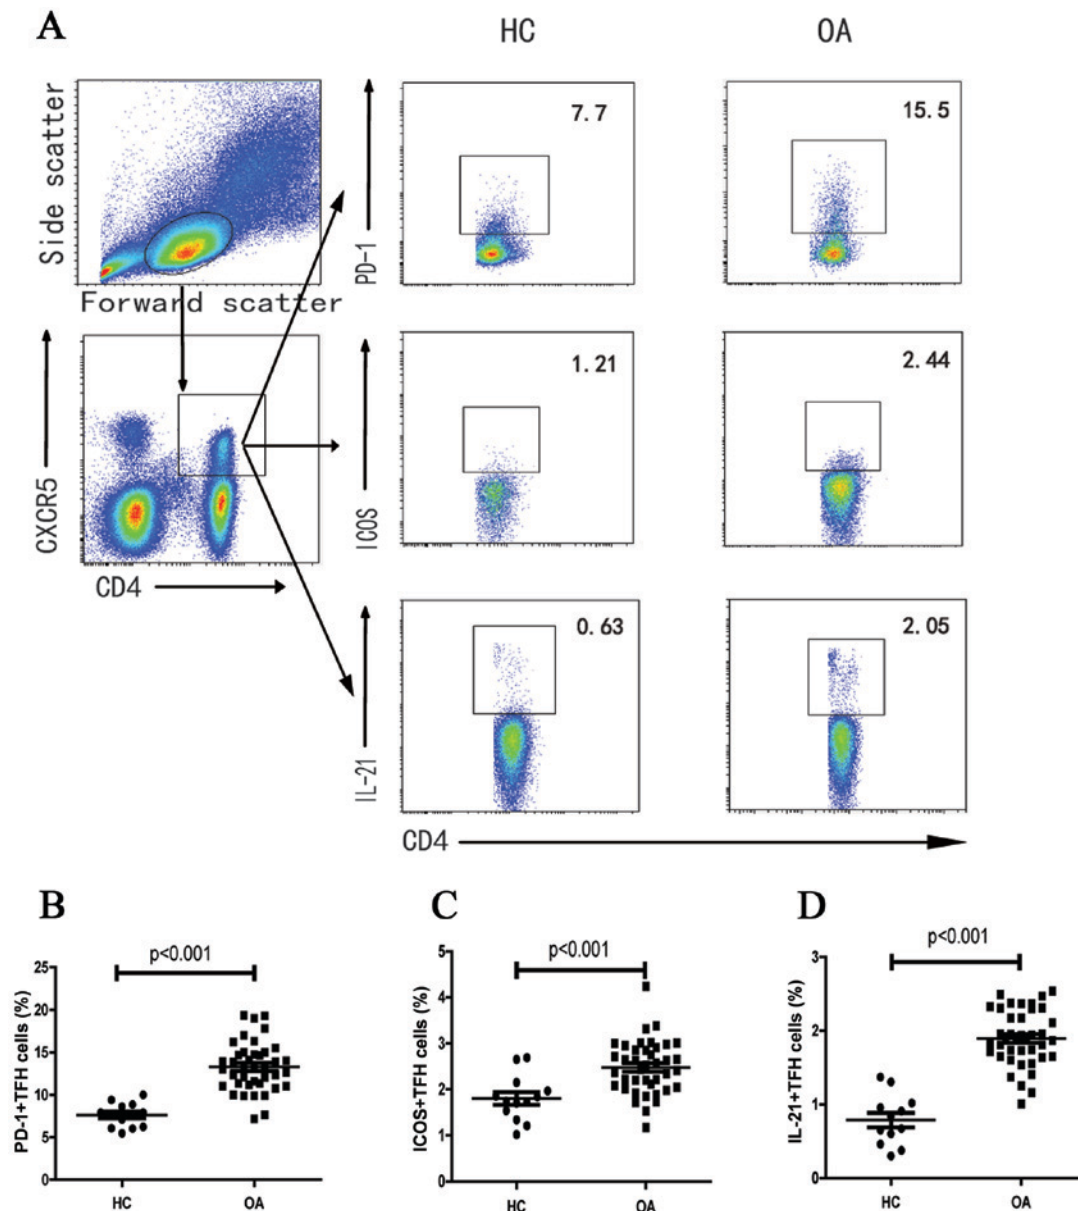 A
HC
OA
Side scatter
Forward scatter
PD-1
7.7
15.5
CXCR5
CD4
ICOS
1.21
2.44
IL-21
0.63
2.05
CD4
B
p<0.001
PD-1+TFH cells (%)
25
20
15
10
5
0
HC
OA
C
p<0.001
ICOS+TFH cells (%)
5
4
3
2
1
0
HC
OA
D
p<0.001
IL-21+TFH cells (%)
3
2
1
0
HC
OA